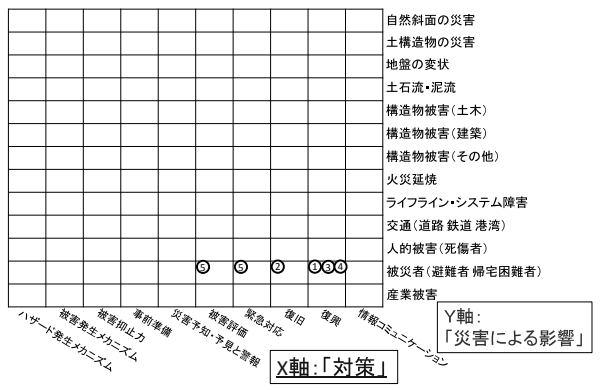 自然斜面の災害
土構造物の災害
地盤の変状
土石流・泥流
構造物被害(土木)
構造物被害(建築)
構造物被害(その他)
火災延焼
ライフライン・システム障害
交通(道路 鉄道 港湾)
人的被害(死傷者)
⑤ ⑤ ② ①③④ 被災者(避難者 帰宅困難者)
産業被害
ハザード発生メカニズム
被害発生メカニズム
被害抑止力
事前準備
災害予知・予見と警報
被害評価
緊急対応
復旧
復興
情報コミュニケーション
Y軸:
「災害による影響」
X軸:「対策」